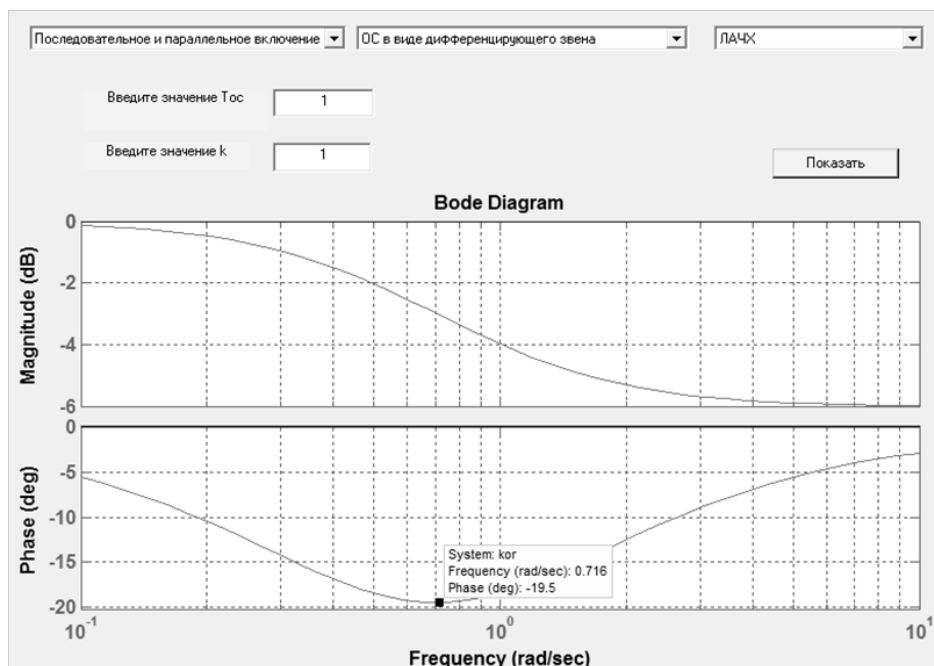 Последовательное и параллельное включение
ОС в виде дифференцирующего звена
ЛАЧХ
Введите значение Тос
1
Введите значение k
1
Показать
Bode Diagram
Magnitude (dB)
0
-2
-4
-6
Phase (deg)
0
-5
-10
-15
-20
System: kor
Frequency (rad/sec): 0.716
Phase (deg): -19.5
10^-1
10^0
10^1
Frequency (rad/sec)